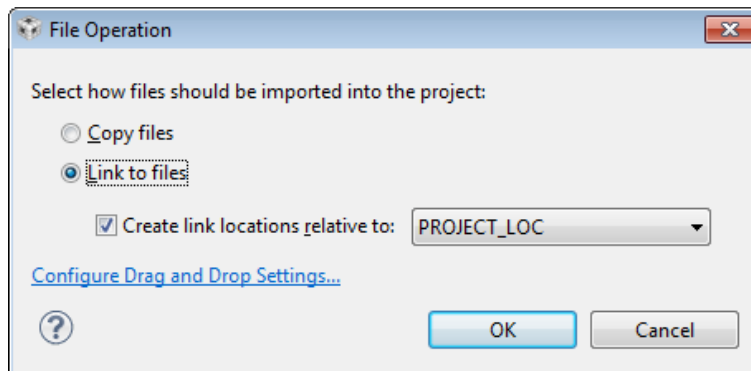 File Operation
Select how files should be imported into the project:
Copy files
Link to files
Create link locations relative to: PROJECT_LOC
Configure Drag and Drop Settings...
? OK Cancel